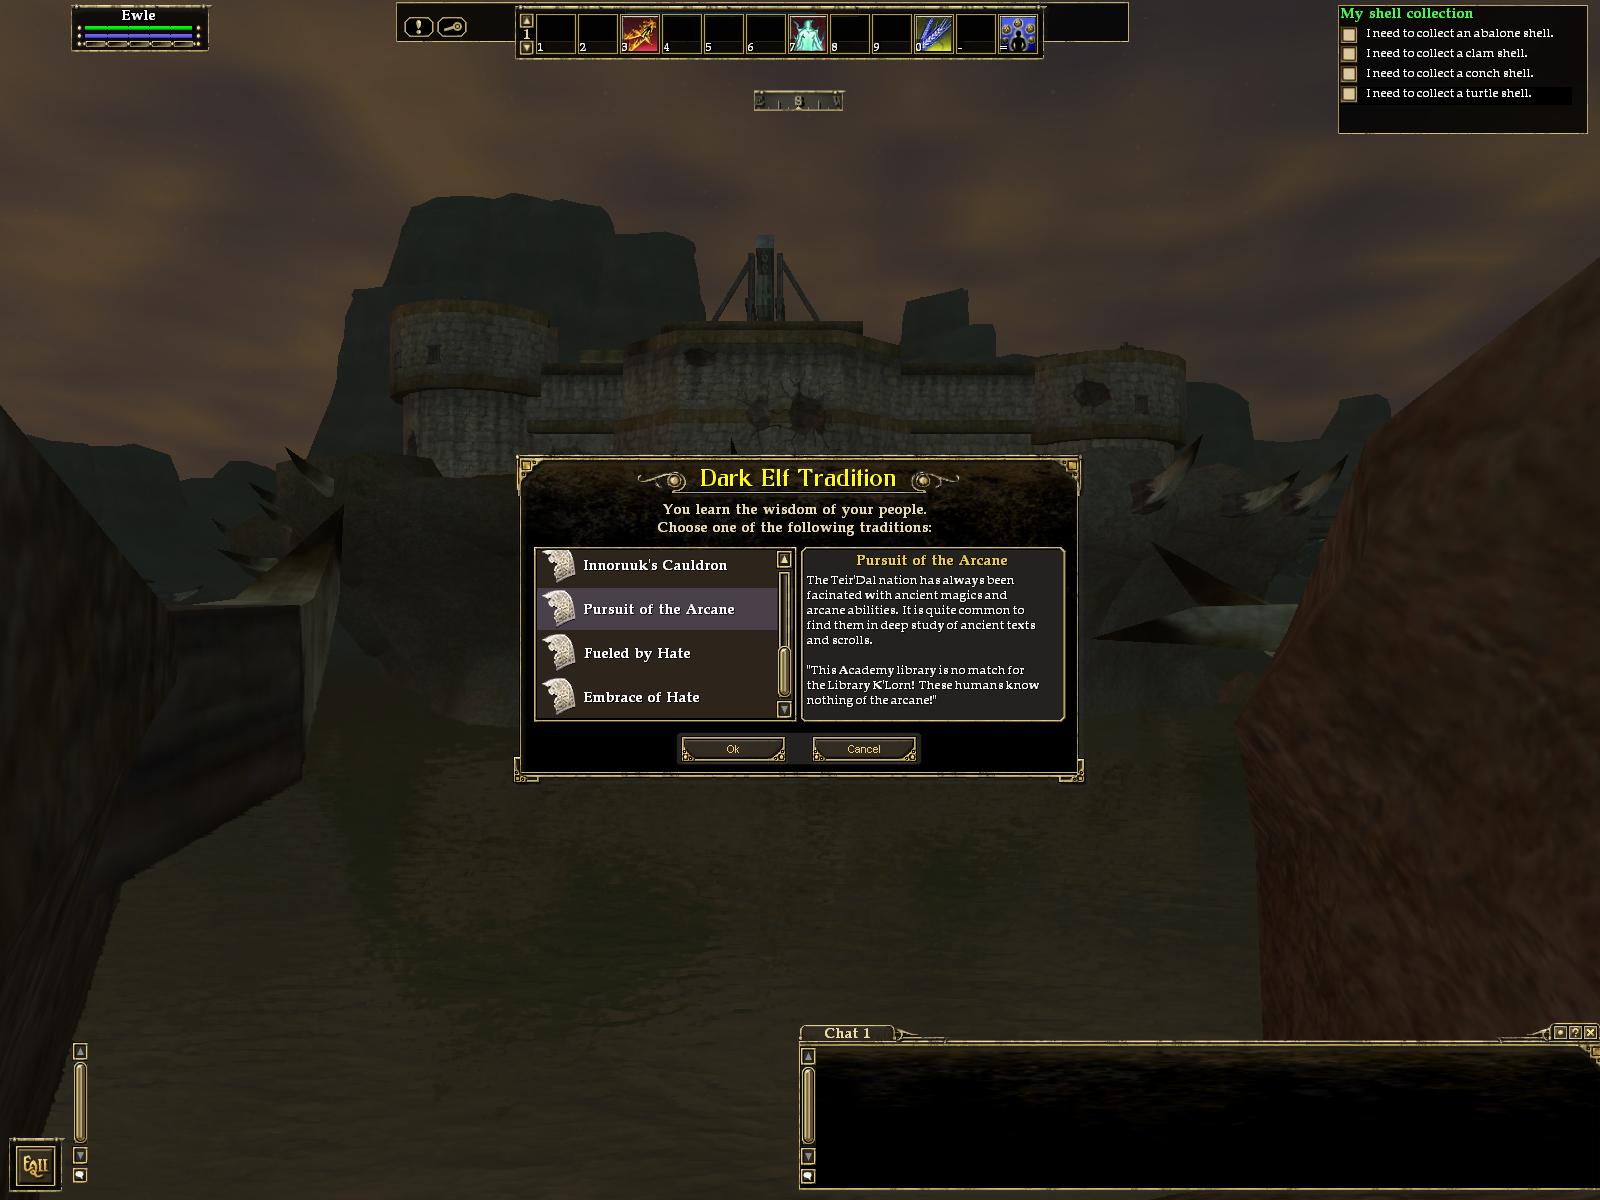 Ewle
1
1
2
3
4
5
6
7
8
9
0
-
=
E S W
My shell collection
I need to collect an abalone shell.
I need to collect a clam shell.
I need to collect a conch shell.
I need to collect a turtle shell.
Dark Elf Tradition
You learn the wisdom of your people.
Choose one of the following traditions:
Innoruuk's Cauldron
Pursuit of the Arcane
Fueled by Hate
Embrace of Hate
Pursuit of the Arcane
The Teir'Dal nation has always been
facinated with ancient magics and
arcane abilities. It is quite common to
find them in deep study of ancient texts
and scrolls.
"This Academy library is no match for
the Library K'Lorn! These humans know
nothing of the arcane!"
Ok
Cancel
Chat 1
?
EQII